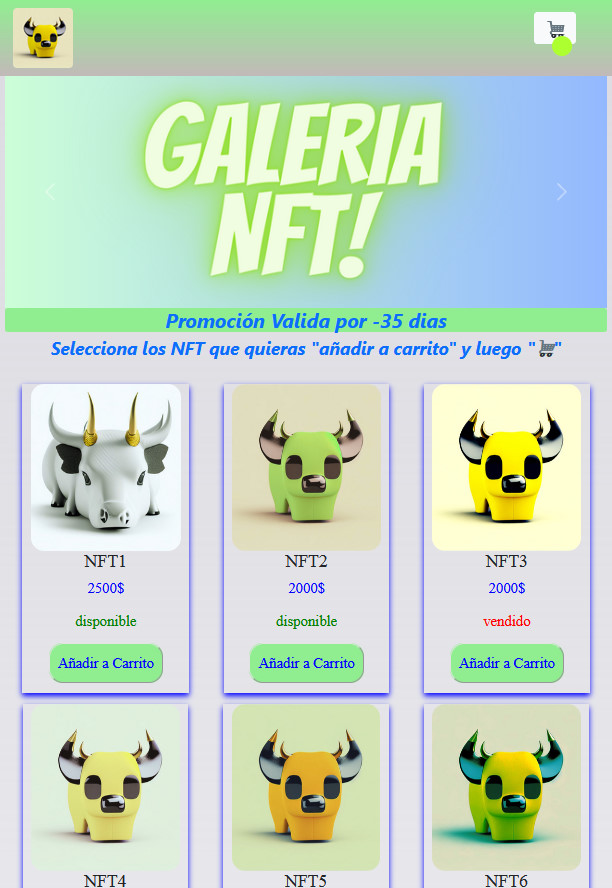 GALERIA
NFT!
Promoción Valida por -35 dias
Selecciona los NFT que quieras "añadir a carrito" y luego "🛒"
NFT1
2500$
disponible
Añadir a Carrito
NFT2
2000$
disponible
Añadir a Carrito
NFT3
2000$
vendido
Añadir a Carrito
NFT4
NFT5
NFT6